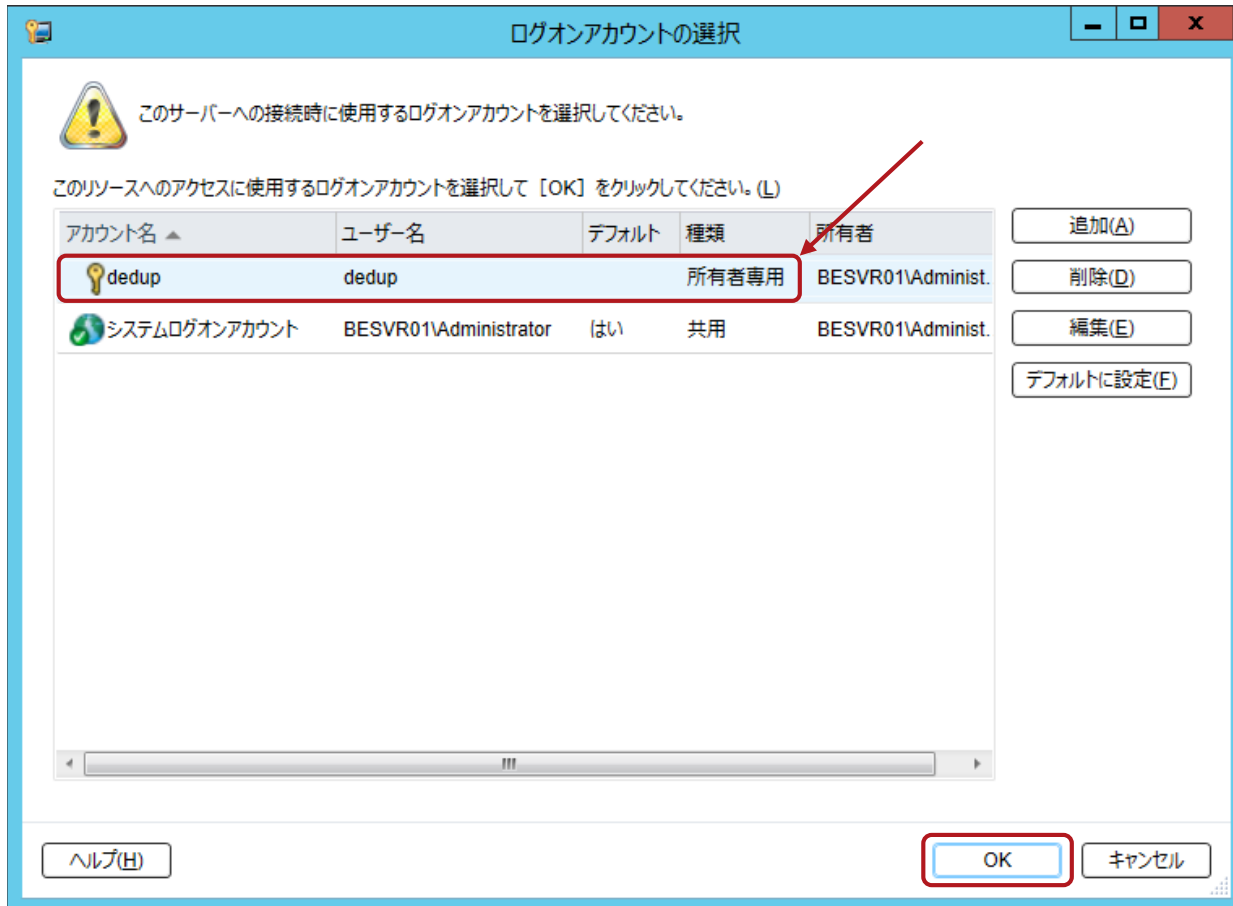 ログオンアカウントの選択
このサーバーへの接続時に使用するログオンアカウントを選択してください。
このリソースへのアクセスに使用するログオンアカウントを選択して [OK] をクリックしてください。(L)
アカウント名 ユーザー名 デフォルト 種類 所有者
dedup dedup 所有者専用 BESVR01\Administ.
システムログオンアカウント BESVR01\Administrator はい 共用 BESVR01\Administ.
追加(A)
削除(D)
編集(E)
デフォルトに設定(F)
ヘルプ(H) OK キャンセル